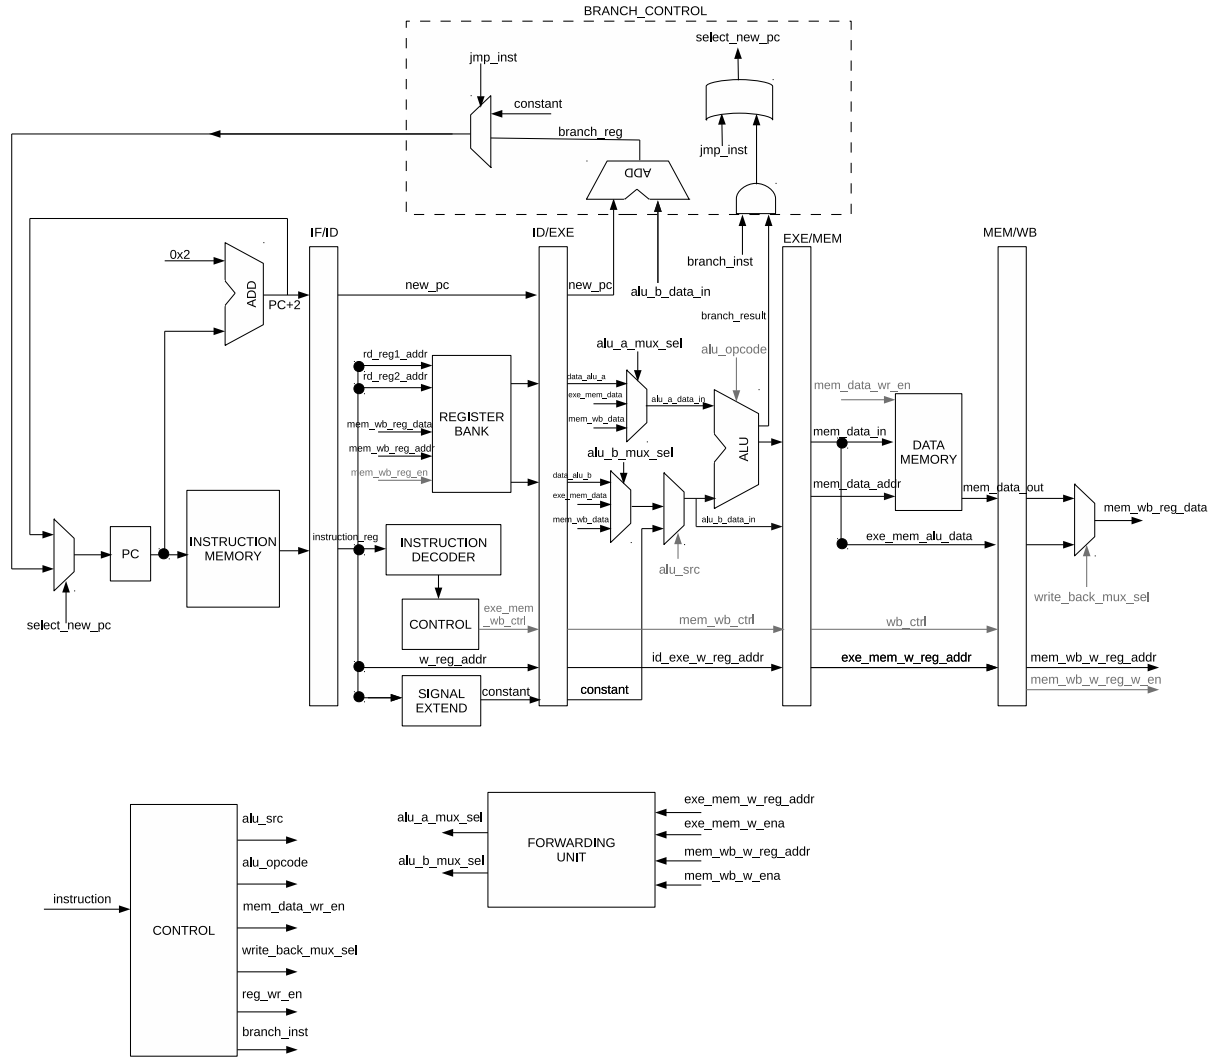 BRANCH_CONTROL
select_new_pc
jmp_inst
constant
branch_reg
ADD
jmp_inst
branch_inst
IF/ID
ID/EXE
EXE/MEM
MEM/WB
0x2
ADD
PC+2
new_pc
new_pc
alu_b_data_in
branch_result
rd_reg1_addr
rd_reg2_addr
mem_wb_reg_data
mem_wb_reg_addr
mem_wb_reg_en
REGISTER
BANK
alu_a_mux_sel
alu_opcode
data_alu_a
exe_mem_data
mem_wb_data
alu_a_data_in
alu_b_mux_sel
data_alu_b
exe_mem_data
mem_wb_data
alu_b_data_in
alu_src
ALU
mem_data_wr_en
mem_data_in
mem_data_addr
DATA
MEMORY
mem_data_out
mem_wb_reg_data
exe_mem_alu_data
write_back_mux_sel
PC
INSTRUCTION
MEMORY
select_new_pc
instruction_reg
INSTRUCTION
DECODER
CONTROL
exe_mem
_wb_ctrl
mem_wb_ctrl
wb_ctrl
w_reg_addr
id_exe_w_reg_addr
exe_mem_w_reg_addr
mem_wb_w_reg_addr
mem_wb_w_reg_w_en
SIGNAL
EXTEND
constant
constant
instruction
CONTROL
alu_src
alu_opcode
mem_data_wr_en
write_back_mux_sel
reg_wr_en
branch_inst
alu_a_mux_sel
alu_b_mux_sel
FORWARDING
UNIT
exe_mem_w_reg_addr
exe_mem_w_ena
mem_wb_w_reg_addr
mem_wb_w_ena